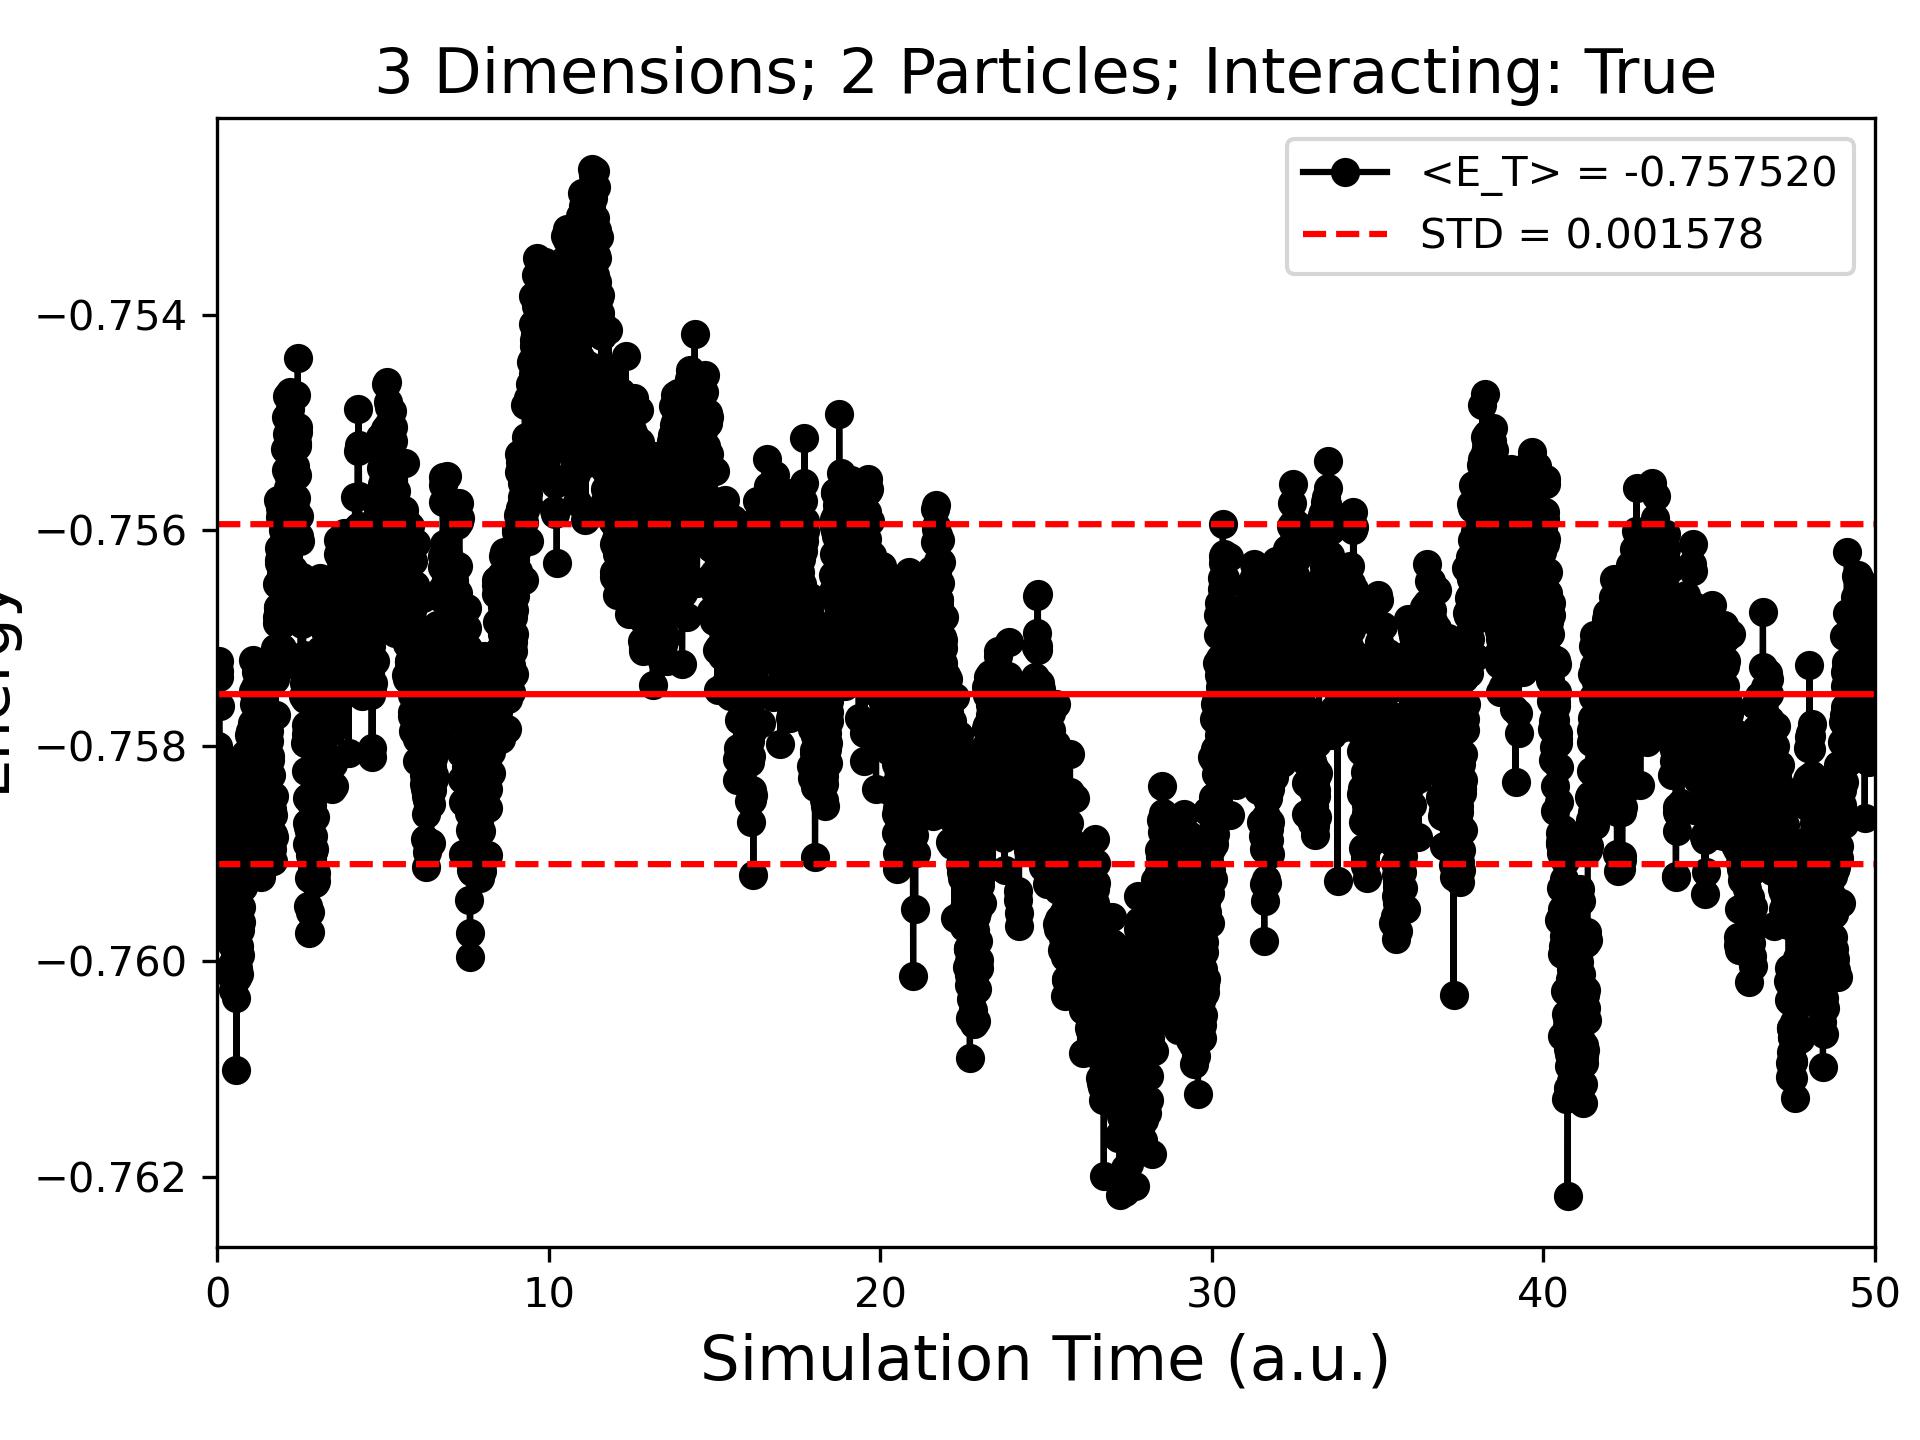 3 Dimensions; 2 Particles; Interacting: True
<E_T> = -0.757520
STD = 0.001578
Energy
−0.754
−0.756
−0.758
−0.760
−0.762
0 10 20 30 40 50
Simulation Time (a.u.)